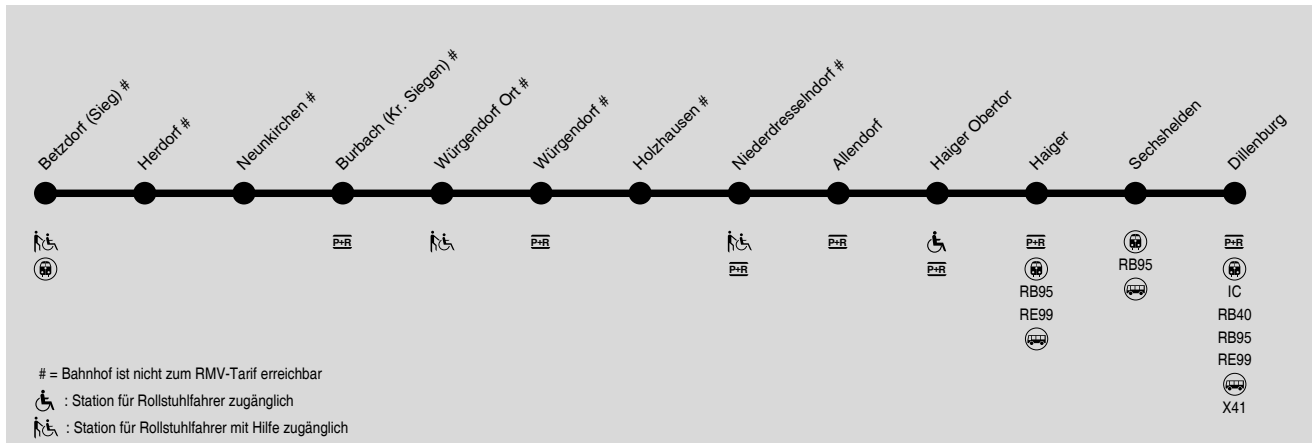 Betzdorf (Sieg) #
Herdorf #
Neunkirchen #
Burbach (Kr. Siegen) #
Würgendorf Ort #
Würgendorf #
Holzhausen #
Niederdresselndorf #
Allendorf
Haiger Obertor
Haiger
Sechshelden
Dillenburg
P+R
P+R
P+R
P+R
P+R
P+R
P+R
RB95
RE99
RB95
IC
RB40
RB95
RE99
X41
# = Bahnhof ist nicht zum RMV-Tarif erreichbar
: Station für Rollstuhlfahrer zugänglich
: Station für Rollstuhlfahrer mit Hilfe zugänglich